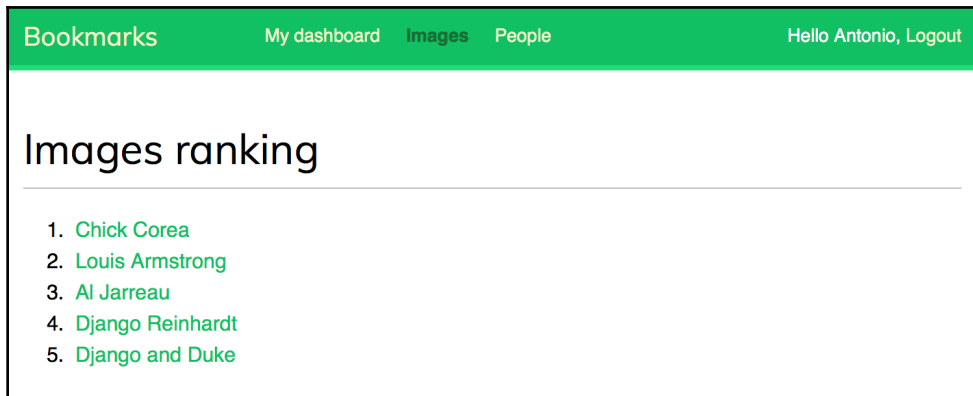 Bookmarks My dashboard Images People Hello Antonio, Logout
Images ranking
1. Chick Corea
2. Louis Armstrong
3. Al Jarreau
4. Django Reinhardt
5. Django and Duke